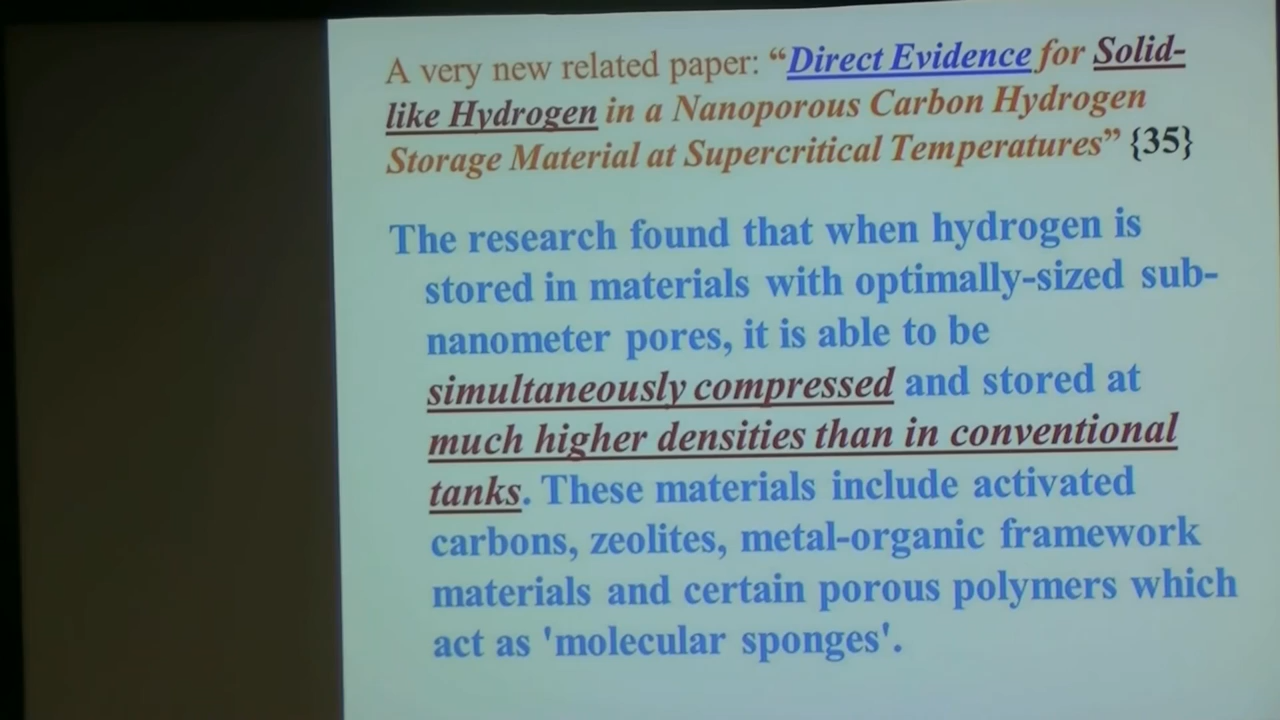 A very new related paper: “Direct Evidence for Solid-
like Hydrogen in a Nanoporous Carbon Hydrogen
Storage Material at Supercritical Temperatures” {35}
The research found that when hydrogen is
stored in materials with optimally-sized sub-
nanometer pores, it is able to be
simultaneously compressed and stored at
much higher densities than in conventional
tanks. These materials include activated
carbons, zeolites, metal-organic framework
materials and certain porous polymers which
act as 'molecular sponges'.